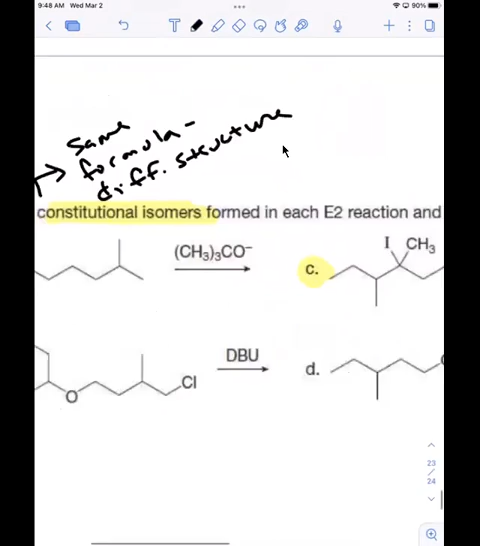 9:48 AM Wed Mar 2
90%
T
Same
formula-
diff. structure
constitutional isomers formed in each E2 reaction and
(CH₃)₃CO⁻
c.
I CH₃
DBU
Cl
O
d.
23
/
24